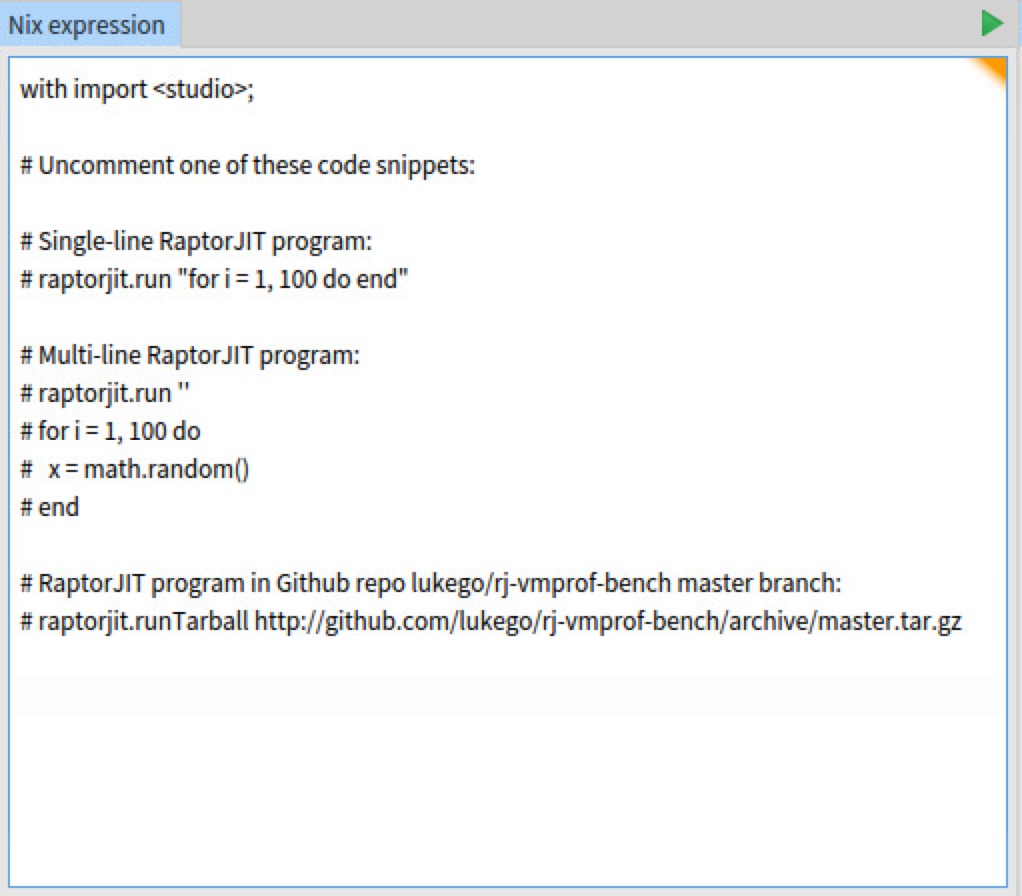 Nix expression
with import <studio>;
# Uncomment one of these code snippets:
# Single-line RaptorJIT program:
# raptorjit.run "for i = 1, 100 do end"
# Multi-line RaptorJIT program:
# raptorjit.run ''
# for i = 1, 100 do
#   x = math.random()
# end
# RaptorJIT program in Github repo lukego/rj-vmprof-bench master branch:
# raptorjit.runTarball http://github.com/lukego/rj-vmprof-bench/archive/master.tar.gz